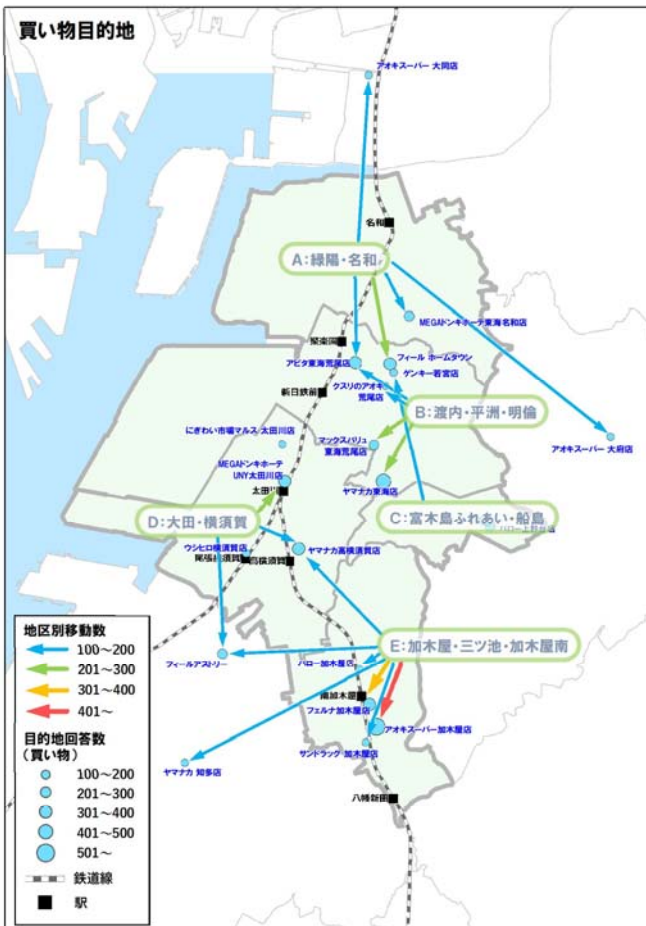 買い物目的地
アオキスーパー 大同店
名和
A:緑陽・名和
MEGAドンキホーテ東海名和店
聚楽園
アピタ東海荒尾店
フィール ホームタウン
ゲンキー若宮店
クスリのアオキ
荒尾店
新日鉄前
B:渡内・平洲・明倫
にぎわい市場マルス 太田川店
マックスバリュ
東海荒尾店
アオキスーパー 大府店
MEGAドンキホーテ
UNY太田川店
太田川
ヤマナカ東海店
D:大田・横須賀
C:富木島ふれあい・船島
ウシヒロ横須賀店
ヤマナカ高横須賀店
尾張横須賀
高横須賀
地区別移動数
100~200
201~300
301~400
401~
E:加木屋・三ツ池・加木屋南
フィールアストリー
バロー加木屋店
南加木屋
フェルナ加木屋店
アオキスーパー加木屋店
サンドラッグ 加木屋店
ヤマナカ 知多店
八幡新田
目的地回答数
(買い物)
100~200
201~300
301~400
401~500
501~
鉄道線
駅